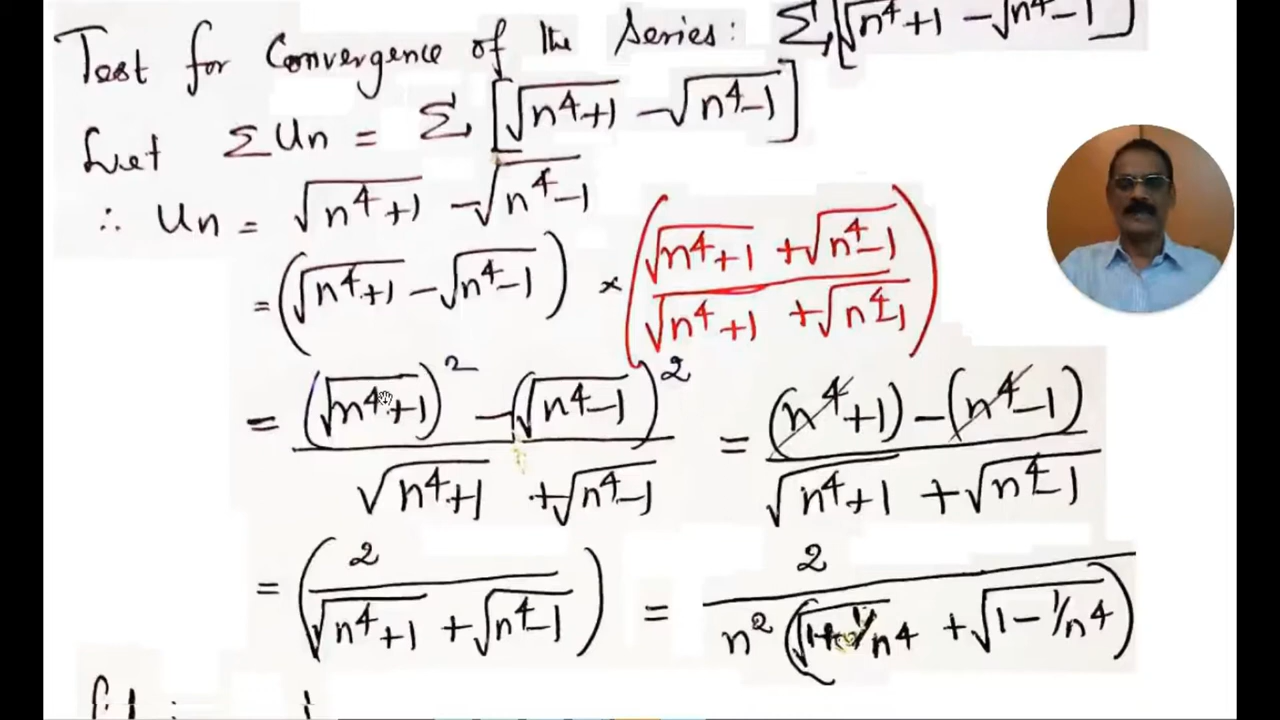 Test for Convergence of the Series: Σ[√(n⁴+1) − √(n⁴−1)]
Let ΣUn = Σ[√(n⁴+1) − √(n⁴−1)]
∴ Un = √(n⁴+1) − √(n⁴−1)
= (√(n⁴+1) − √(n⁴−1)) × ((√(n⁴+1) + √(n⁴−1)) / (√(n⁴+1) + √(n⁴−1)))
= ((√(n⁴+1))² − (√(n⁴−1))²) / (√(n⁴+1) + √(n⁴−1)) = ((n⁴+1) − (n⁴−1)) / (√(n⁴+1) + √(n⁴−1))
= (2 / (√(n⁴+1) + √(n⁴−1))) = 2 / (n²(√(1+1/n⁴) + √(1−1/n⁴)))